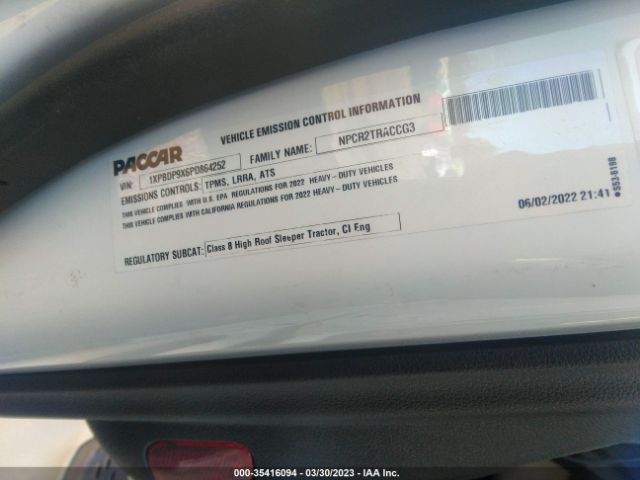 VEHICLE EMISSION CONTROL INFORMATION
PACCAR
VIN: 1XPBDP9X6PD864252 FAMILY NAME: NPCR2TRACCG3
EMISSIONS CONTROLS: TPMS, LRRA, ATS
THIS VEHICLE COMPLIES WITH U.S. EPA REGULATIONS FOR 2022 HEAVY - DUTY VEHICLES
THIS VEHICLE COMPLIES WITH CALIFORNIA REGULATIONS FOR 2022 HEAVY - DUTY VEHICLES
06/02/2022 21:41
S53-6198
REGULATORY SUBCAT: Class 8 High Roof Sleeper Tractor, CI Eng
000-35416094 - 03/30/2023 - IAA Inc.